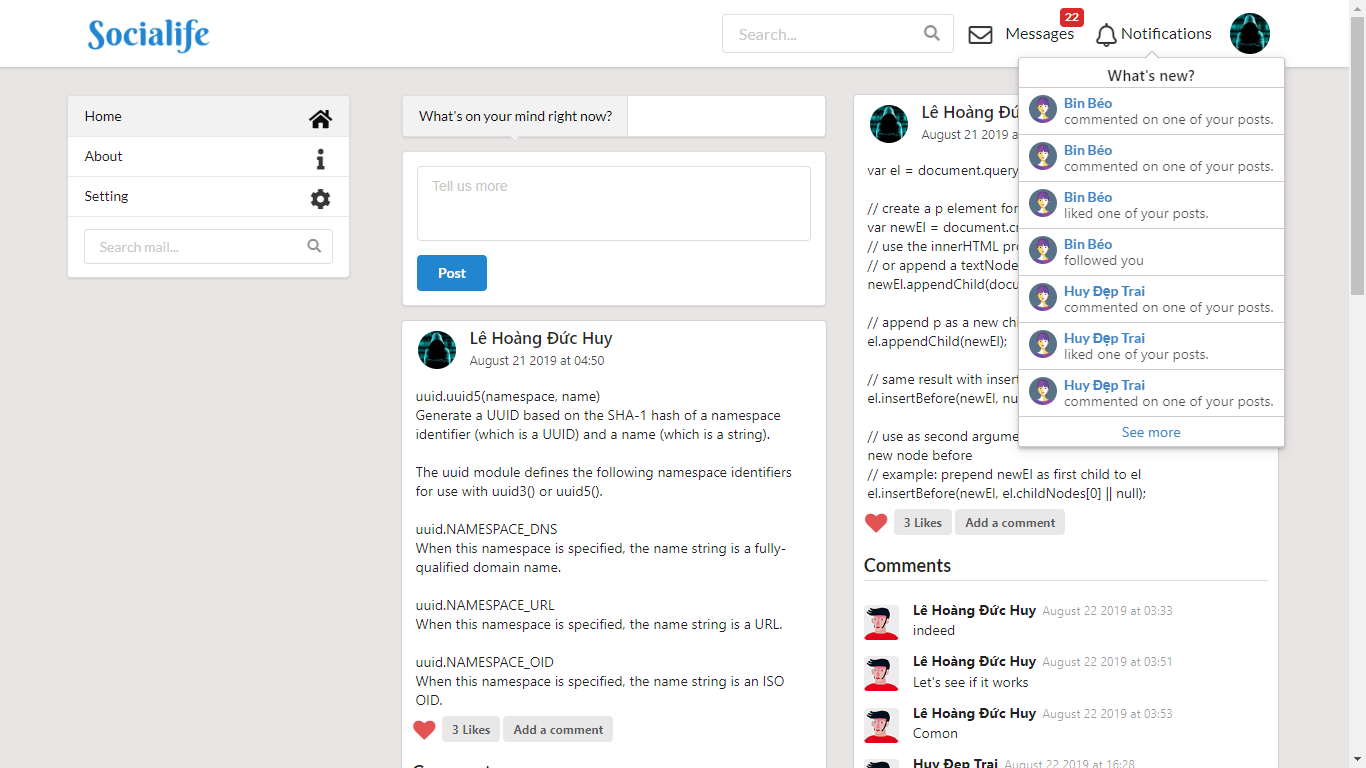 Socialife
Search...
Messages
22
Notifications
Home
About
Setting
Search mail...
What's on your mind right now?
Tell us more
Post
Lê Hoàng Đức Huy
August 21 2019 at 04:50
uuid.uuid5(namespace, name)
Generate a UUID based on the SHA-1 hash of a namespace
identifier (which is a UUID) and a name (which is a string).
The uuid module defines the following namespace identifiers
for use with uuid3() or uuid5().
uuid.NAMESPACE_DNS
When this namespace is specified, the name string is a fully-
qualified domain name.
uuid.NAMESPACE_URL
When this namespace is specified, the name string is a URL.
uuid.NAMESPACE_OID
When this namespace is specified, the name string is an ISO
OID.
3 Likes
Add a comment
Lê Hoàng
August 21 2019
var el = document.query
// create a p element for
var newEl = document.cr
// use the innerHTML pr
// or append a textNode
newEl.appendChild(docu
// append p as a new ch
el.appendChild(newEl);
// same result with insert
el.insertBefore(newEl, nu
// use as second argume
new node before
// example: prepend newEl as first child to el
el.insertBefore(newEl, el.childNodes[0] || null);
3 Likes
Add a comment
Comments
Lê Hoàng Đức Huy August 22 2019 at 03:33
indeed
Lê Hoàng Đức Huy August 22 2019 at 03:51
Let's see if it works
Lê Hoàng Đức Huy August 22 2019 at 03:53
Comon
Huy Đẹp Trai August 22 2019 at 16:28
What's new?
Bin Béo
commented on one of your posts.
Bin Béo
commented on one of your posts.
Bin Béo
liked one of your posts.
Bin Béo
followed you
Huy Đẹp Trai
commented on one of your posts.
Huy Đẹp Trai
liked one of your posts.
Huy Đẹp Trai
commented on one of your posts.
See more